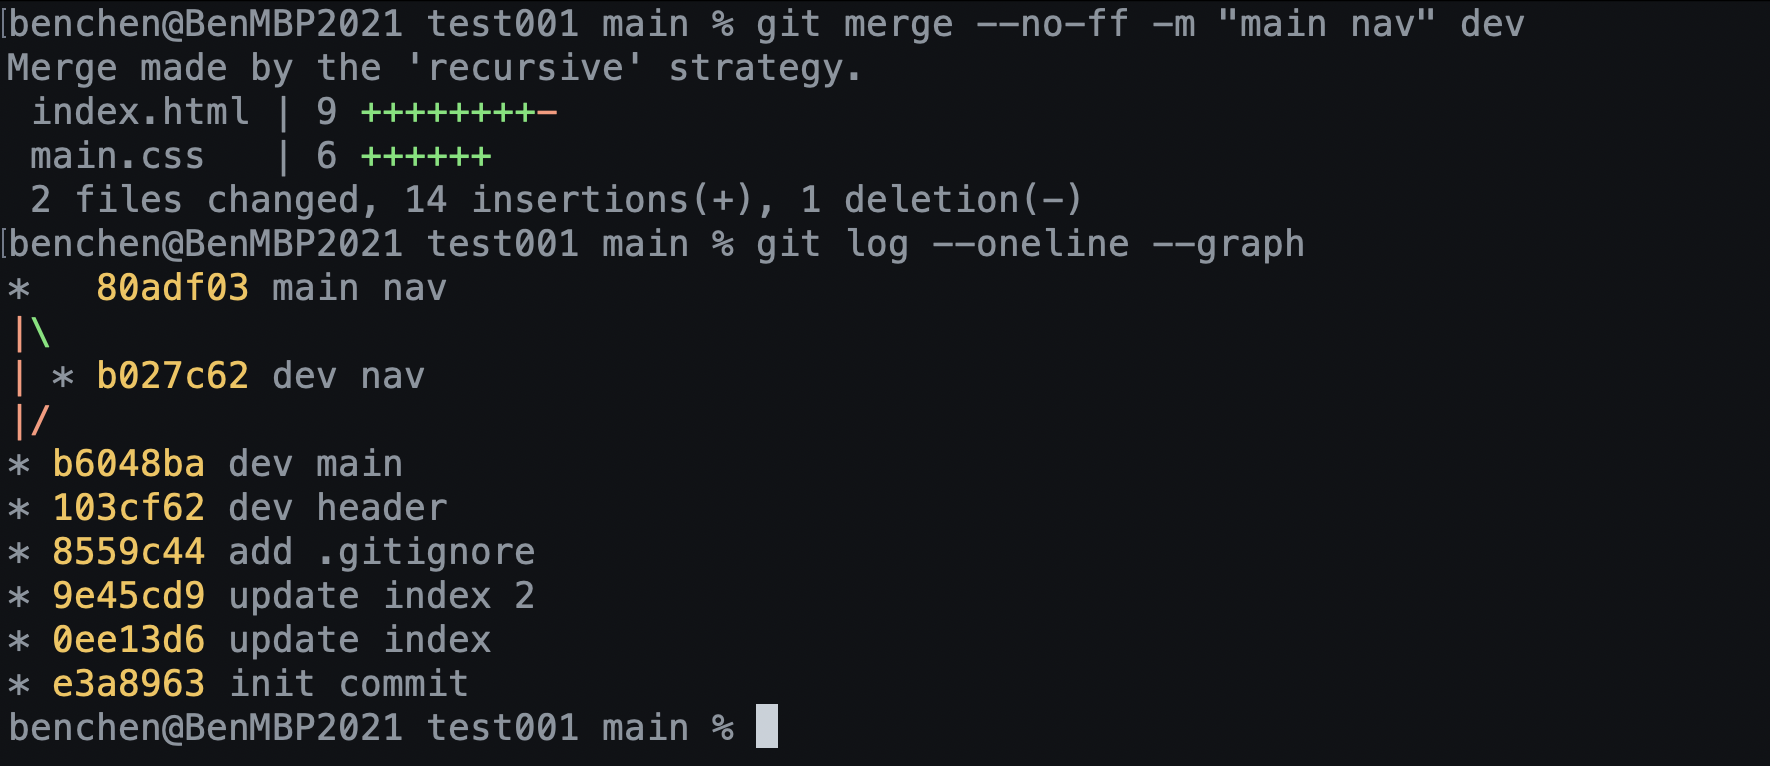 [benchen@BenMBP2021 test001 main % git merge --no-ff -m "main nav" dev
Merge made by the 'recursive' strategy.
 index.html | 9 ++++++++-
 main.css   | 6 ++++++
 2 files changed, 14 insertions(+), 1 deletion(-)
[benchen@BenMBP2021 test001 main % git log --oneline --graph
*   80adf03 main nav
|\
| * b027c62 dev nav
|/
* b6048ba dev main
* 103cf62 dev header
* 8559c44 add .gitignore
* 9e45cd9 update index 2
* 0ee13d6 update index
* e3a8963 init commit
benchen@BenMBP2021 test001 main %